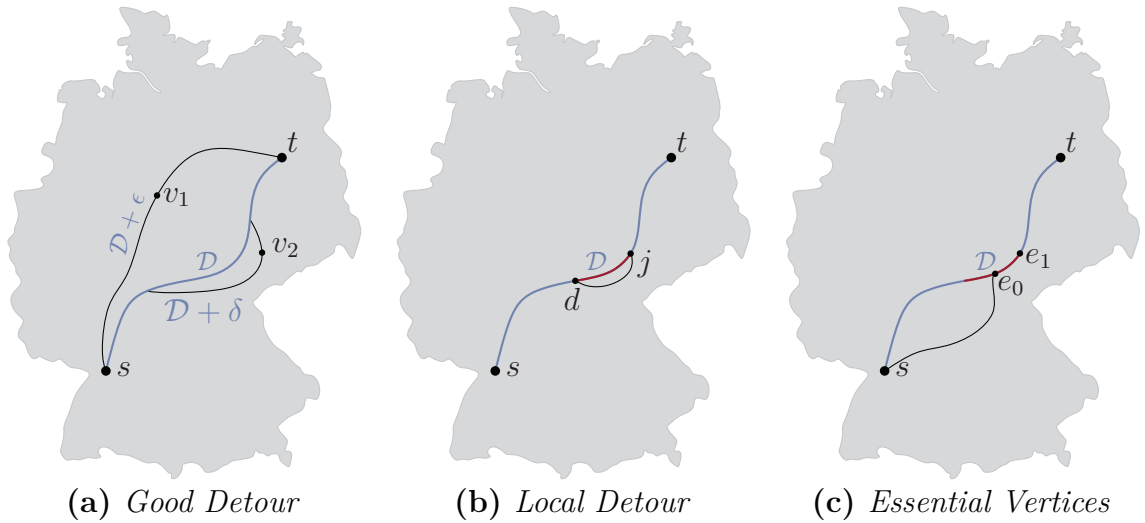 t
v₁
D + ϵ
v₂
D
D + δ
s
(a) Good Detour
t
D
j
d
s
(b) Local Detour
t
D
e₁
e₀
s
(c) Essential Vertices